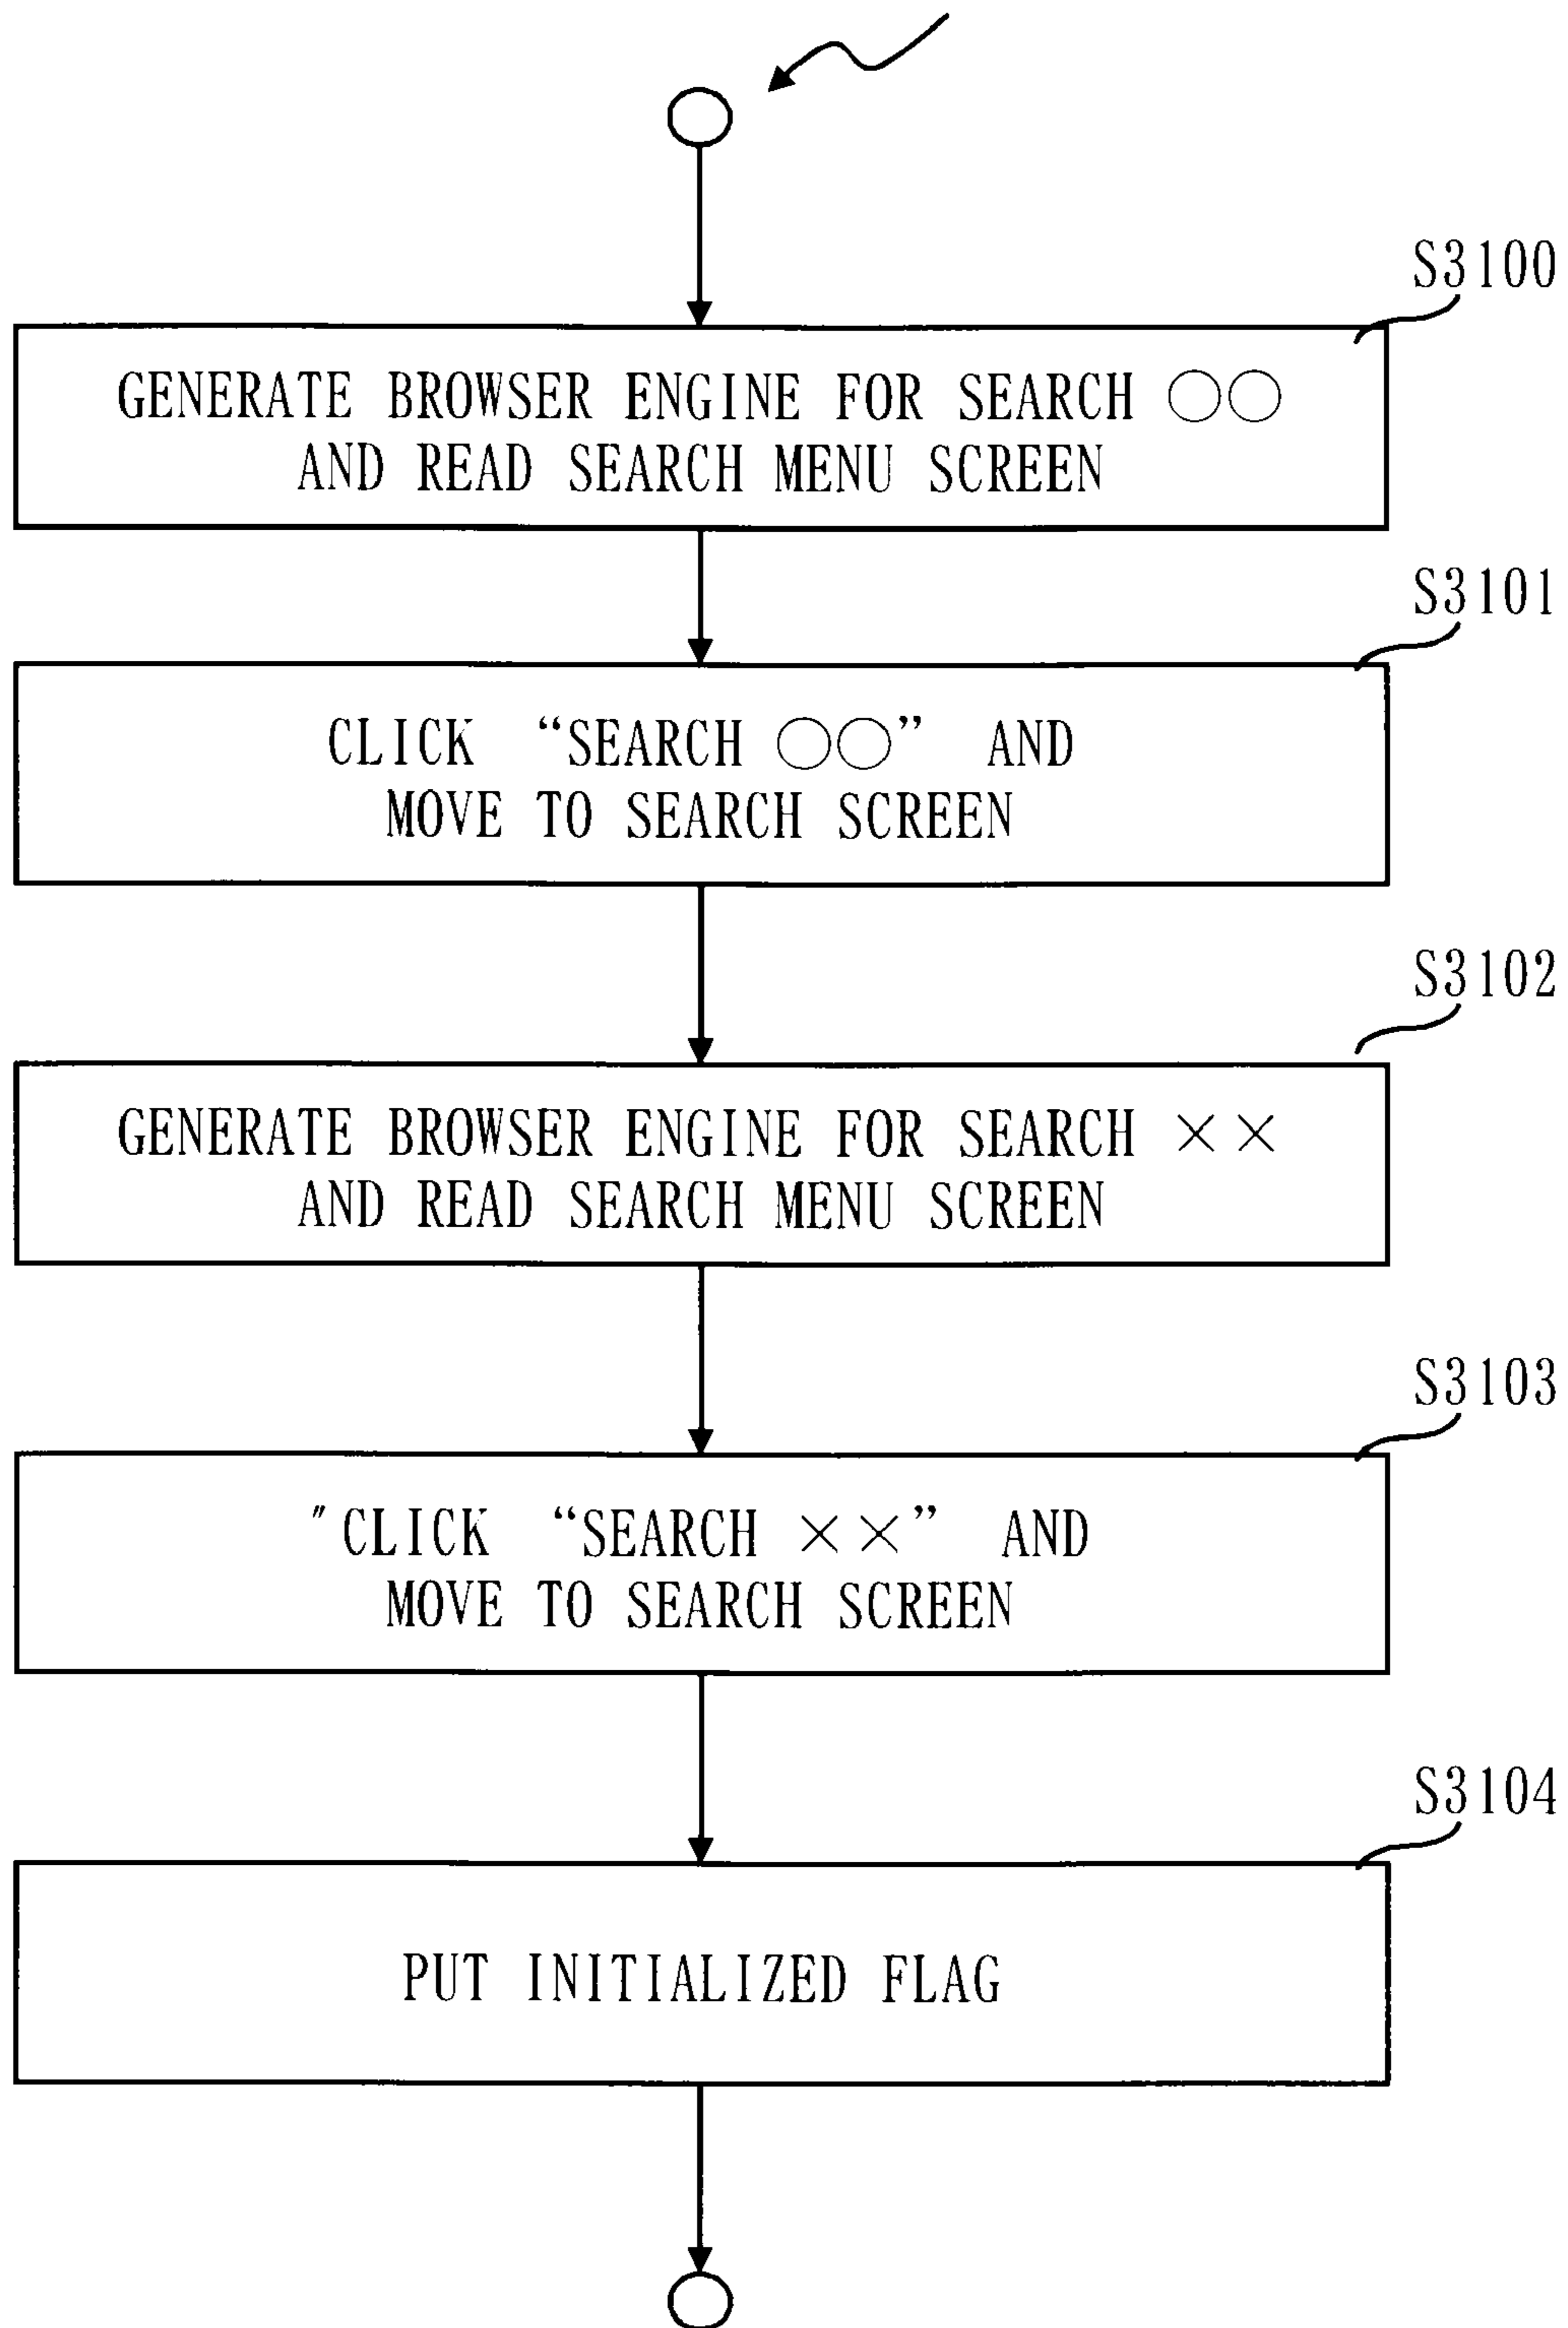 S3100
GENERATE BROWSER ENGINE FOR SEARCH ○○
AND READ SEARCH MENU SCREEN
S3101
CLICK “SEARCH ○○” AND
MOVE TO SEARCH SCREEN
S3102
GENERATE BROWSER ENGINE FOR SEARCH ××
AND READ SEARCH MENU SCREEN
S3103
"CLICK “SEARCH ××” AND
MOVE TO SEARCH SCREEN
S3104
PUT INITIALIZED FLAG